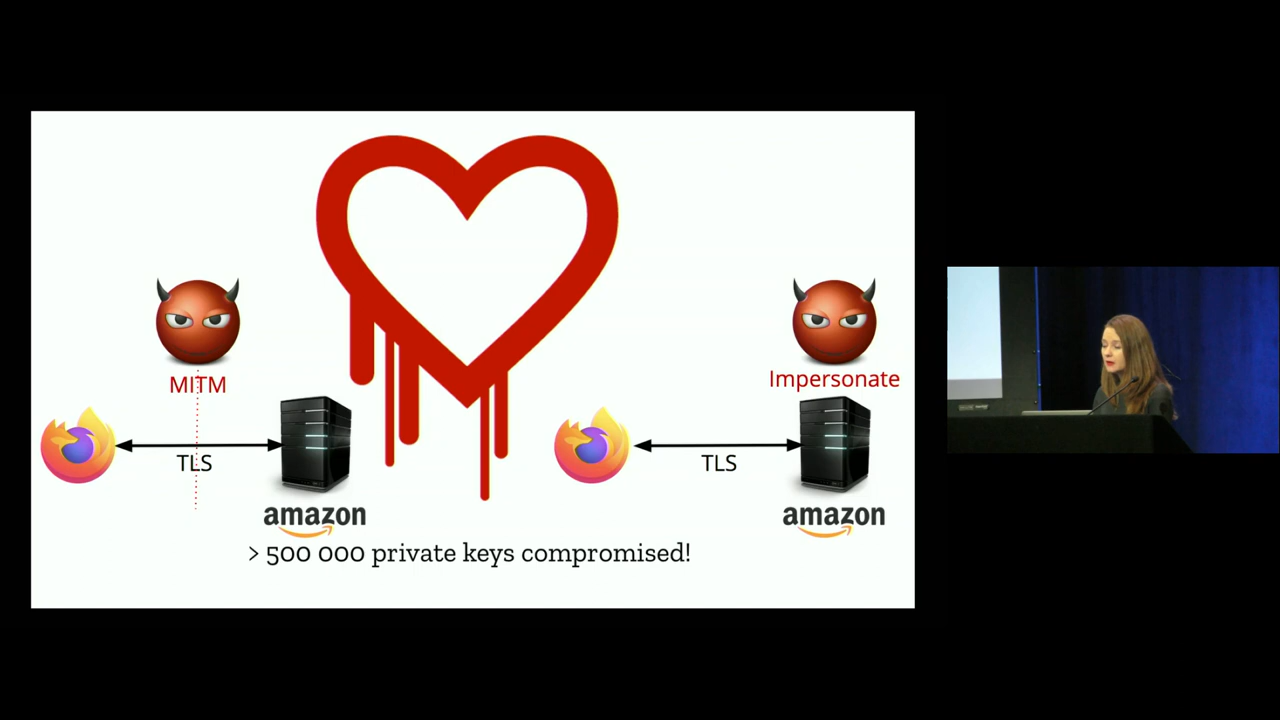 MITM
Impersonate
TLS
TLS
amazon
amazon
> 500 000 private keys compromised!